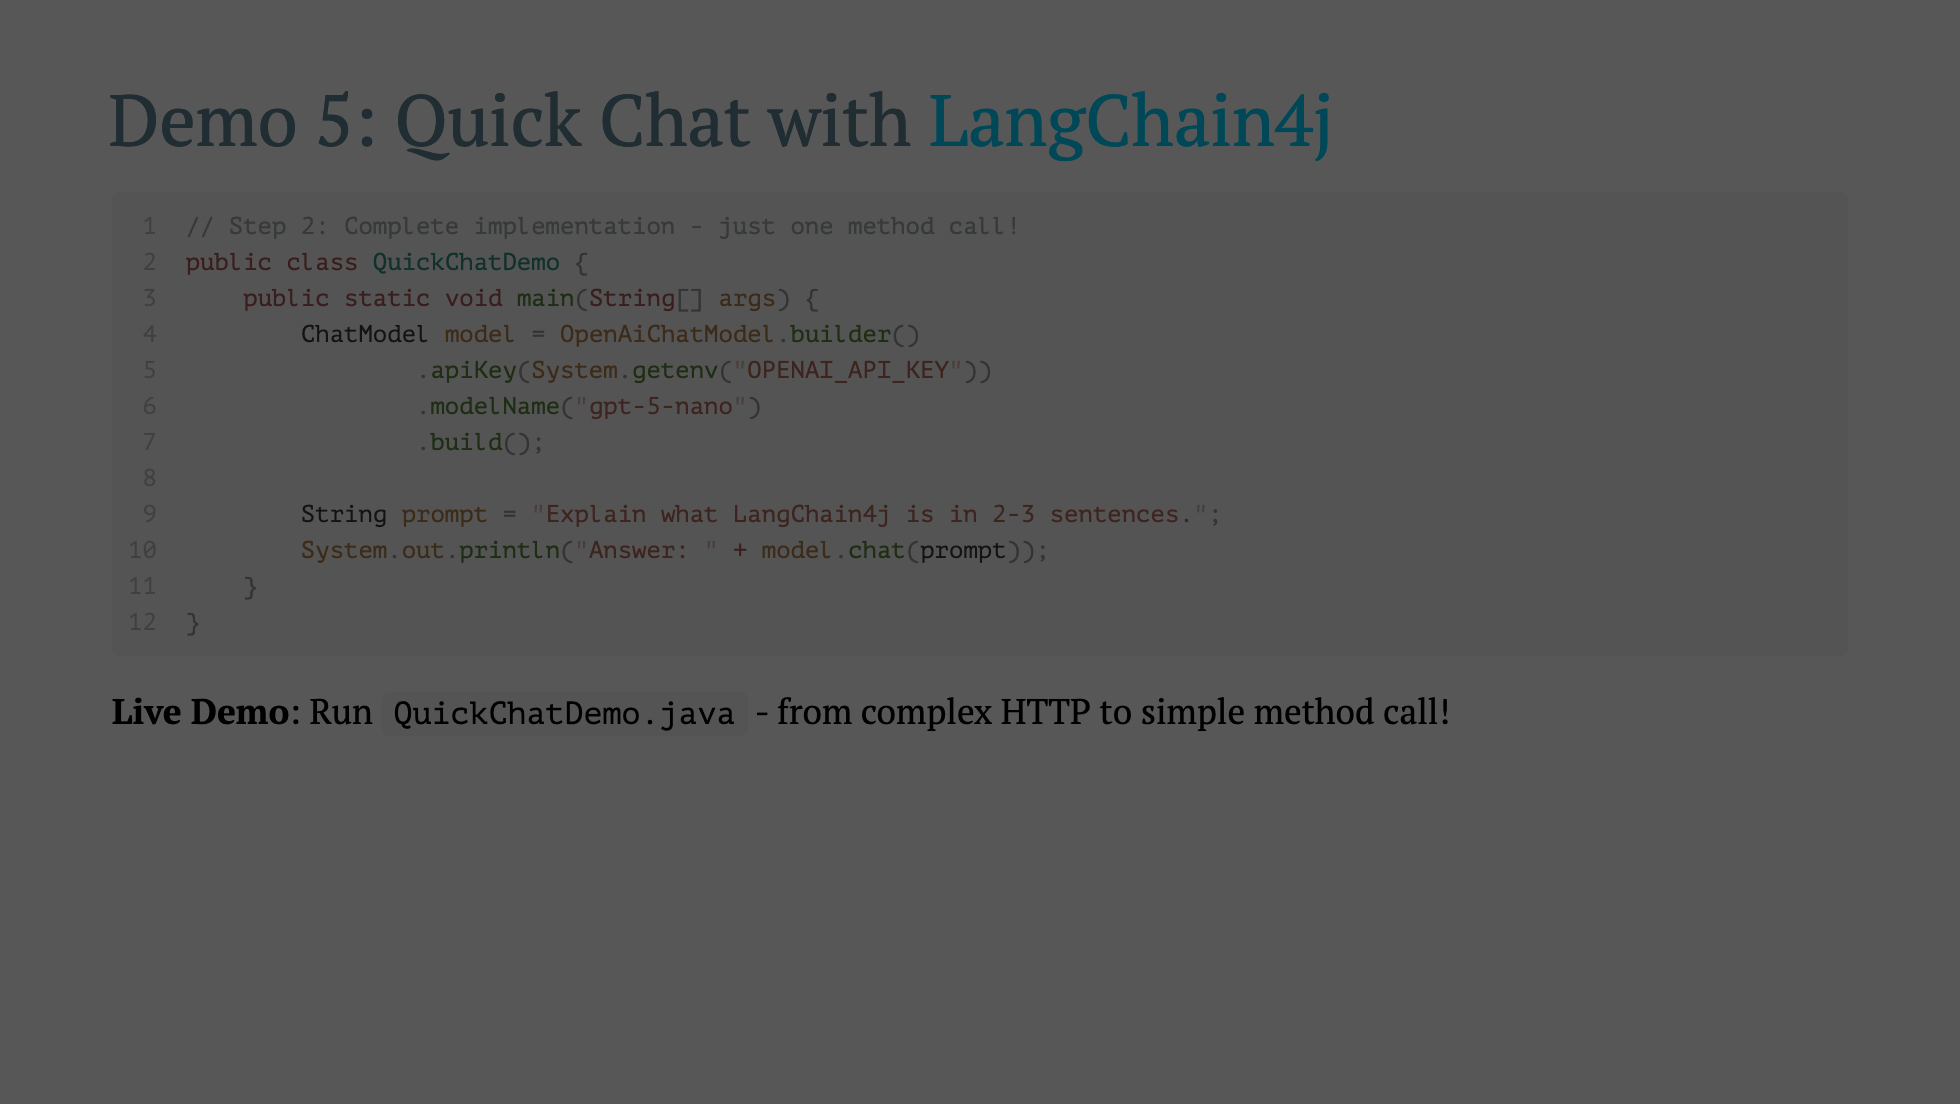 Demo 5: Quick Chat with LangChain4j
1 // Step 2: Complete implementation - just one method call!
2 public class QuickChatDemo {
3     public static void main(String[] args) {
4         ChatModel model = OpenAiChatModel.builder()
5                 .apiKey(System.getenv("OPENAI_API_KEY"))
6                 .modelName("gpt-5-nano")
7                 .build();
8
9         String prompt = "Explain what LangChain4j is in 2-3 sentences.";
10         System.out.println("Answer: " + model.chat(prompt));
11     }
12 }
Live Demo: Run QuickChatDemo.java - from complex HTTP to simple method call!